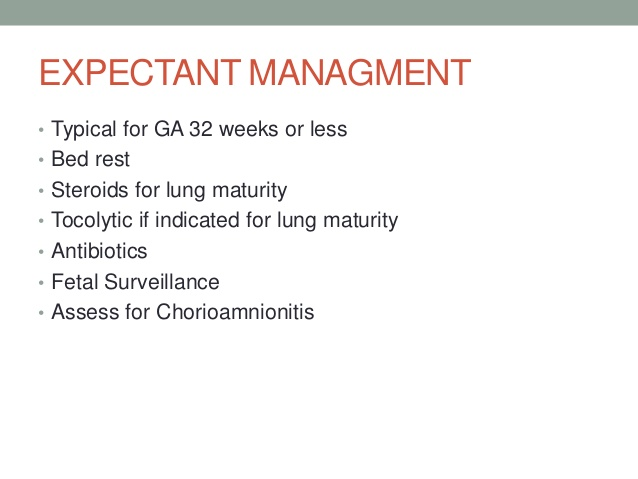 EXPECTANT MANAGMENT
• Typical for GA 32 weeks or less
• Bed rest
• Steroids for lung maturity
• Tocolytic if indicated for lung maturity
• Antibiotics
• Fetal Surveillance
• Assess for Chorioamnionitis